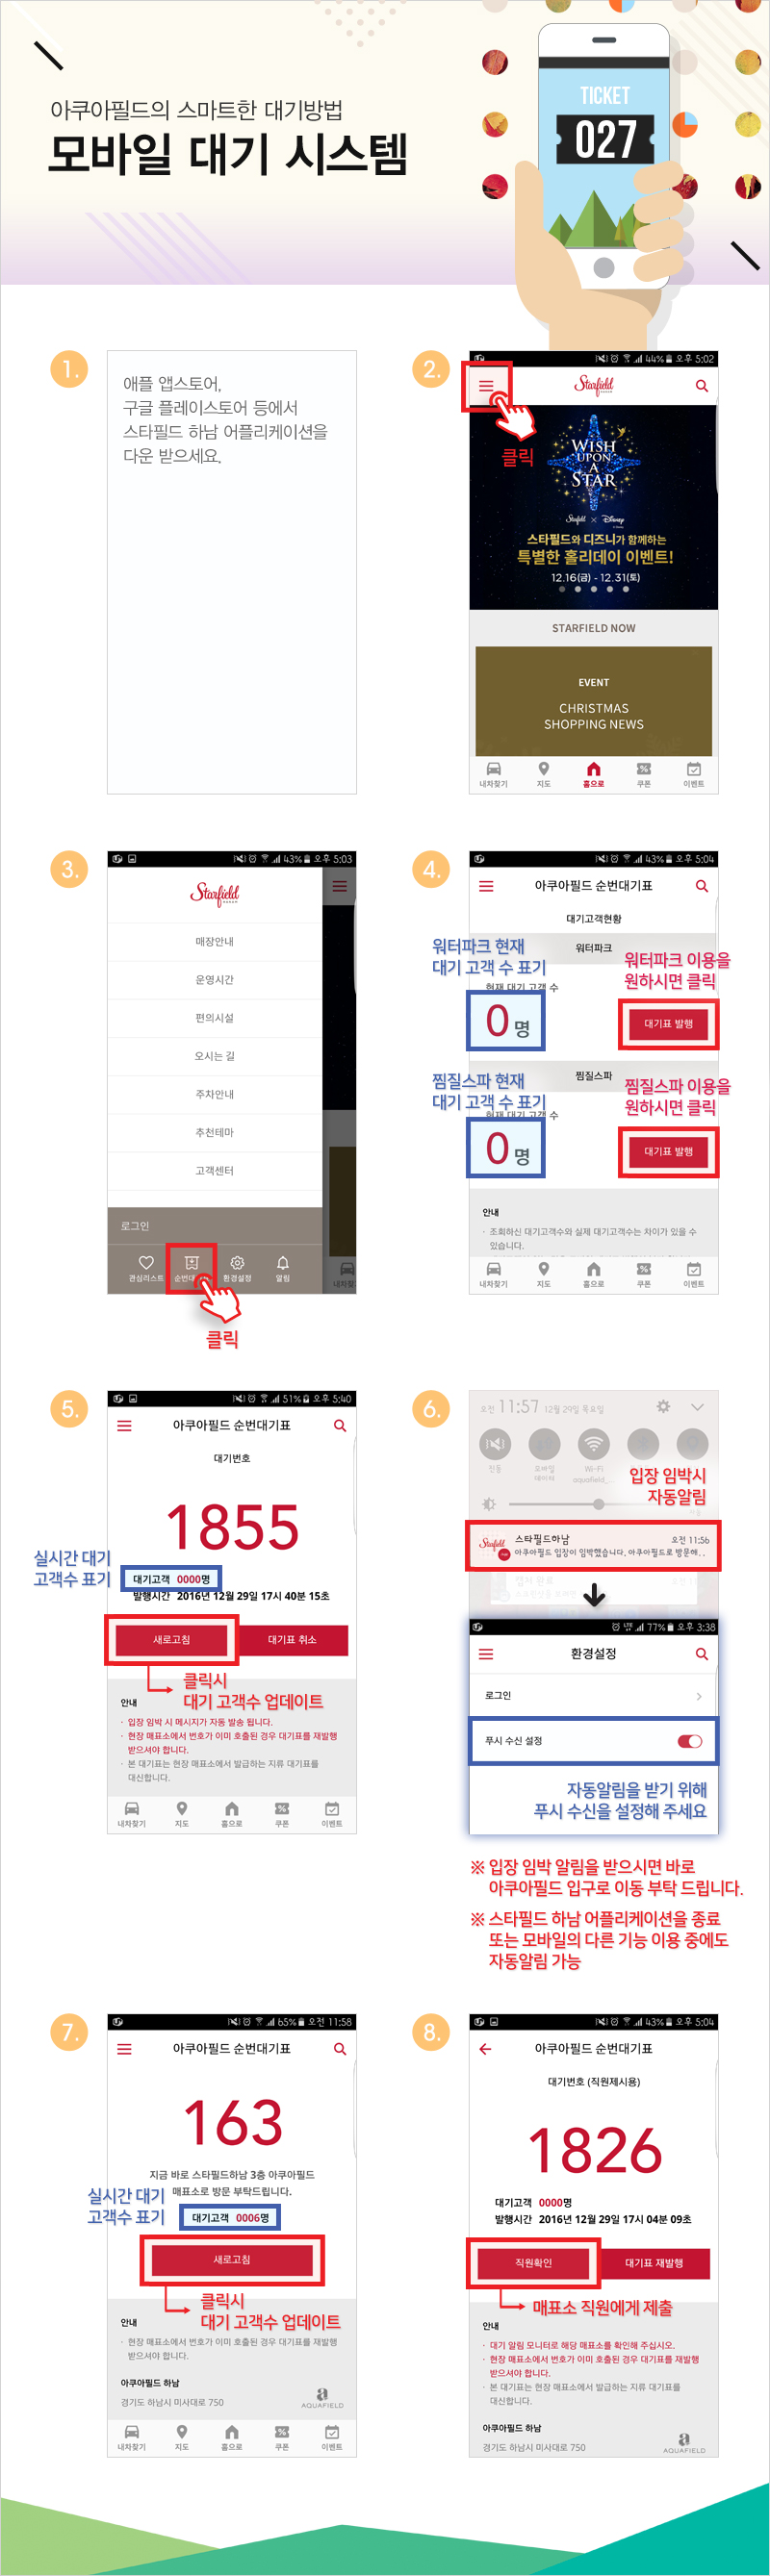 아쿠아필드의 스마트한 대기방법
모바일 대기 시스템
TICKET
027
1.
애플 앱스토어,
구글 플레이스토어 등에서
스타필드 하남 어플리케이션을
다운 받으세요.
2.
44% 오후 5:02
Starfield
클릭
WISH
UPON
A
STAR
Starfield × Disney
스타필드와 디즈니가 함께하는
특별한 홀리데이 이벤트!
12.16(금) - 12.31(토)
STARFIELD NOW
EVENT
CHRISTMAS
SHOPPING NEWS
내차찾기 지도 홈으로 쿠폰 이벤트
3.
43% 오후 5:03
Starfield
매장안내
운영시간
편의시설
오시는 길
주차안내
추천테마
고객센터
로그인
관심리스트 순번대 환경설정 알림
내차찾
클릭
4.
43% 오후 5:04
아쿠아필드 순번대기표
대기고객현황
워터파크
워터파크 현재
대기 고객 수 표기
현재 대기 고객 수
0 명
워터파크 이용을
원하시면 클릭
대기표 발행
찜질스파
찜질스파 현재
대기 고객 수 표기
현재 대기 고객 수
0 명
찜질스파 이용을
원하시면 클릭
대기표 발행
안내
· 조회하신 대기고객수와 실제 대기고객수는 차이가 있을 수
있습니다.
내차찾기 지도 홈으로 쿠폰 이벤트
5.
51% 오후 5:40
아쿠아필드 순번대기표
대기번호
1855
실시간 대기
고객수 표기
대기고객 0000명
발행시간 2016년 12월 29일 17시 40분 15초
새로고침
대기표 취소
클릭시
대기 고객수 업데이트
안내
· 입장 임박 시 메시지가 자동 발송 됩니다.
· 현장 매표소에서 번호가 이미 호출된 경우 대기표를 재발행
받으셔야 합니다.
· 본 대기표는 현장 매표소에서 발급하는 지류 대기표를
대신합니다.
내차찾기 지도 홈으로 쿠폰 이벤트
6.
오전 11:57 12월 29일 목요일
진동 모바일 데이터 Wi-Fi aquafield_...
입장 임박시
자동알림
Starfield
스타필드하남 오전 11:56
아쿠아필드 입장이 임박했습니다. 아쿠아필드로 방문해..
77% 오후 3:38
환경설정
로그인
푸시 수신 설정
자동알림을 받기 위해
푸시 수신을 설정해 주세요
※ 입장 임박 알림을 받으시면 바로
아쿠아필드 입구로 이동 부탁 드립니다.
※ 스타필드 하남 어플리케이션을 종료
또는 모바일의 다른 기능 이용 중에도
자동알림 가능
7.
65% 오전 11:58
아쿠아필드 순번대기표
163
지금 바로 스타필드하남 3층 아쿠아필드
매표소로 방문 부탁드립니다.
실시간 대기
고객수 표기
대기고객 0006명
새로고침
클릭시
대기 고객수 업데이트
안내
· 현장 매표소에서 번호가 이미 호출된 경우 대기표를 재발행
받으셔야 합니다.
아쿠아필드 하남
경기도 하남시 미사대로 750
AQUAFIELD
내차찾기 지도 홈으로 쿠폰 이벤트
8.
43% 오후 5:04
아쿠아필드 순번대기표
대기번호 (직원제시용)
1826
대기고객 0000명
발행시간 2016년 12월 29일 17시 04분 09초
직원확인
대기표 재발행
매표소 직원에게 제출
안내
· 대기 알림 모니터로 해당 매표소를 확인해 주십시오.
· 현장 매표소에서 번호가 이미 호출된 경우 대기표를 재발행
받으셔야 합니다.
· 본 대기표는 현장 매표소에서 발급하는 지류 대기표를
대신합니다.
아쿠아필드 하남
경기도 하남시 미사대로 750
AQUAFIELD